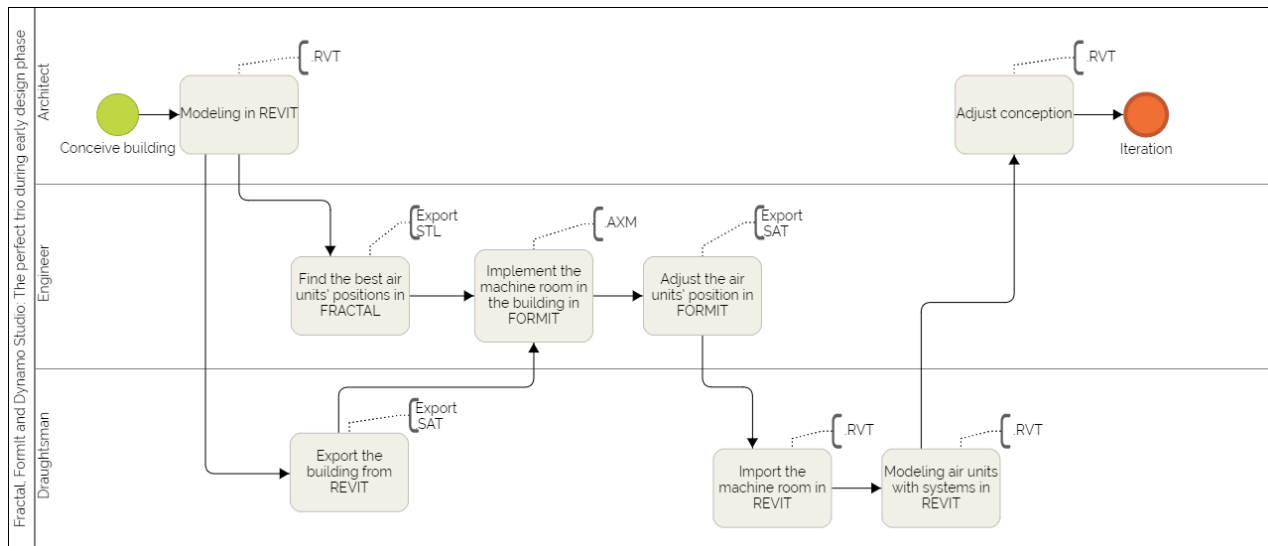 Fractal, FormIt and Dynamo Studio: The perfect trio during early design phase
Architect
Conceive building
Modeling in REVIT
.RVT
Adjust conception
.RVT
Iteration
Engineer
Find the best air
units' positions in
FRACTAL
Export
STL
Implement the
machine room in
the building in
FORMIT
.AXM
Adjust the air
units' position in
FORMIT
Export
SAT
Draughtsman
Export the
building from
REVIT
Export
SAT
Import the
machine room in
REVIT
.RVT
Modeling air units
with systems in
REVIT
.RVT